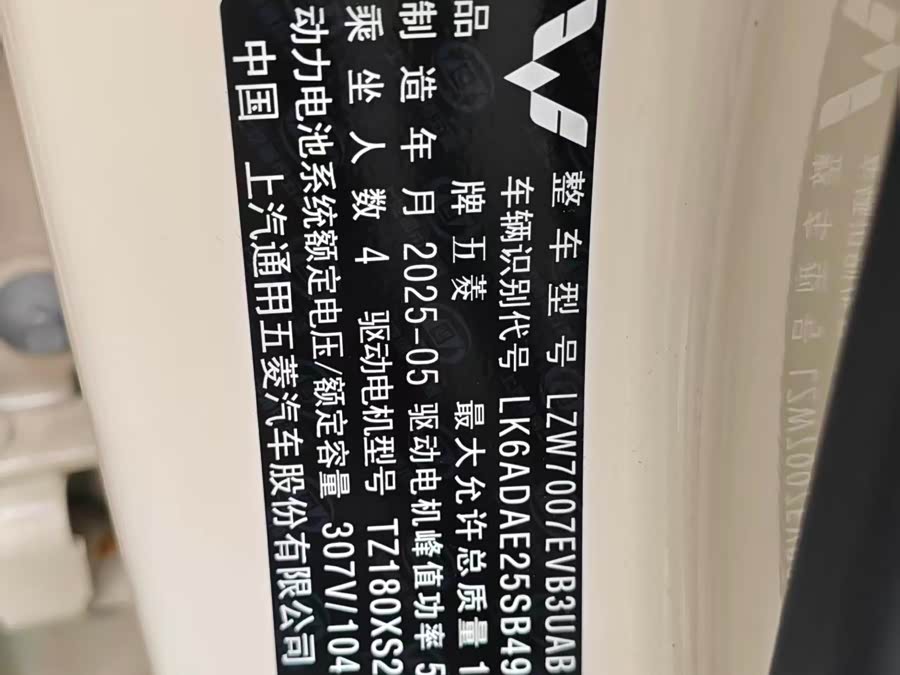 整车型号 LZW7007EVB3UAB
车辆识别代号 LK6ADAE25SB49
品牌 五菱 最大允许总质量 1
制造年月 2025-05 驱动电机峰值功率 5
乘坐人数 4 驱动电机型号 TZ180XS2
动力电池系统额定电压/额定容量 307V/104
中国 上汽通用五菱汽车股份有限公司